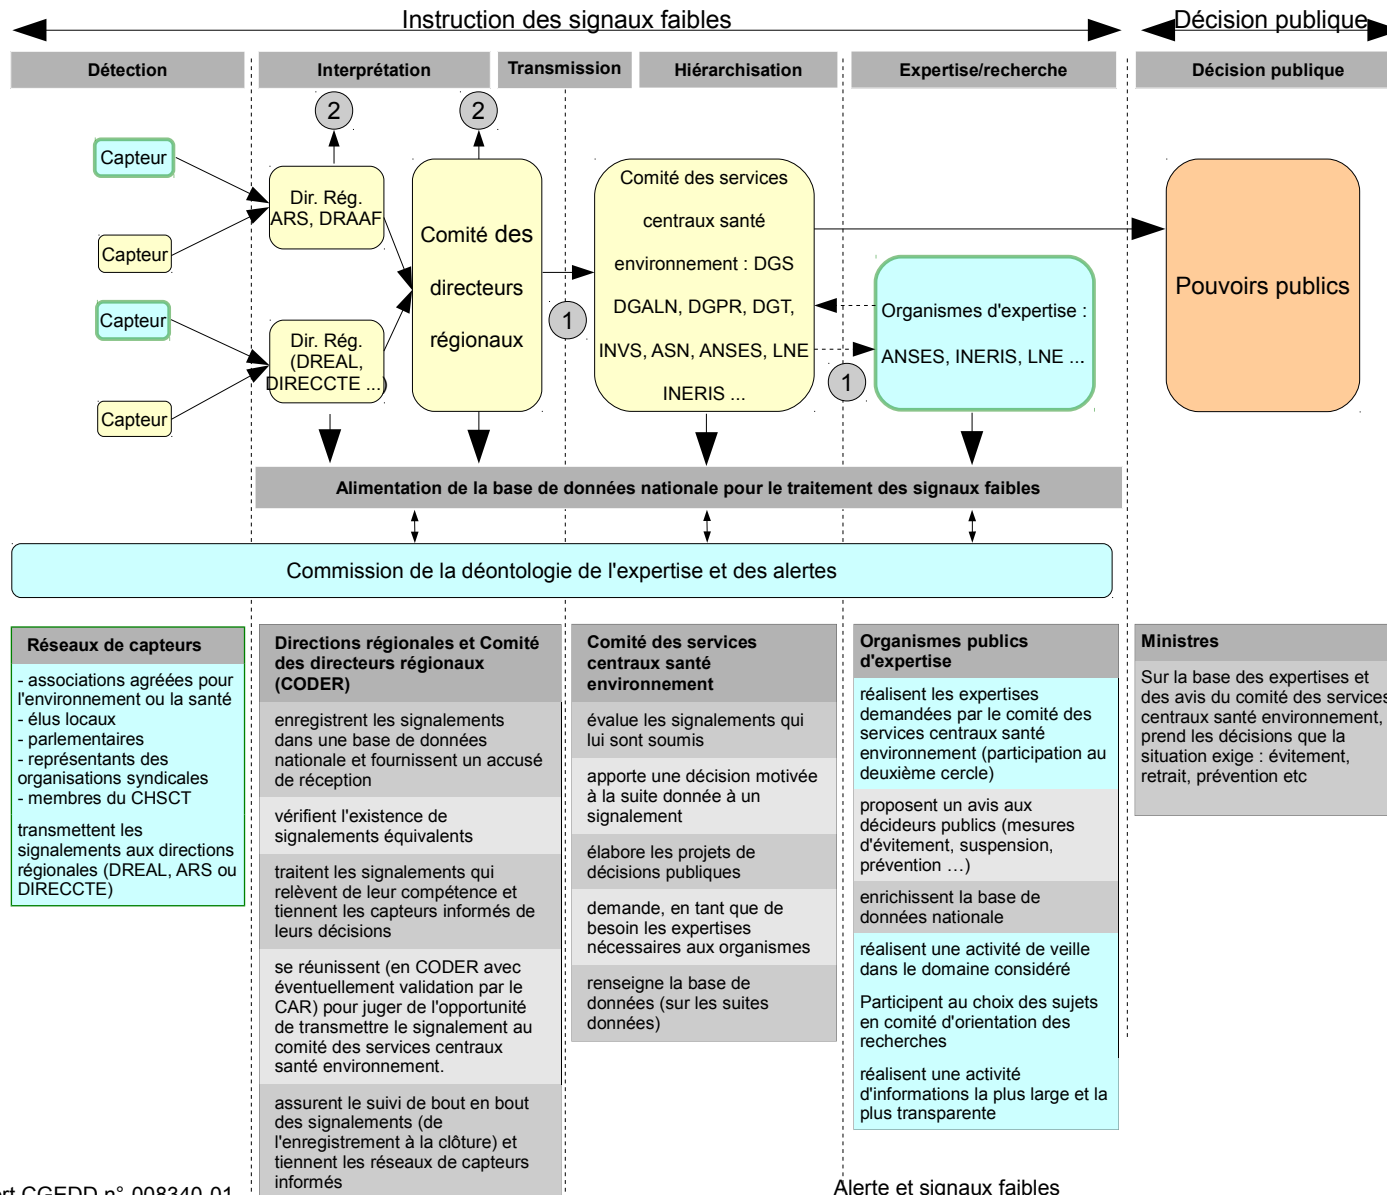 Instruction des signaux faibles
Décision publique
Détection
Interprétation
Transmission
Hiérarchisation
Expertise/recherche
Décision publique
2
2
Capteur
Capteur
Capteur
Capteur
Dir. Rég.
ARS, DRAAF
Dir. Rég.
(DREAL,
DIRECCTE ...)
Comité des
directeurs
régionaux
1
Comité des services
centraux santé
environnement : DGS
DGALN, DGPR, DGT,
INVS, ASN, ANSES, LNE
INERIS ...
1
Organismes d'expertise :
ANSES, INERIS, LNE ...
Pouvoirs publics
Alimentation de la base de données nationale pour le traitement des signaux faibles
Commission de la déontologie de l'expertise et des alertes
Réseaux de capteurs
- associations agréées pour
l'environnement ou la santé
- élus locaux
- parlementaires
- représentants des
organisations syndicales
- membres du CHSCT
transmettent les
signalements aux directions
régionales (DREAL, ARS ou
DIRECCTE)
Directions régionales et Comité
des directeurs régionaux
(CODER)
enregistrent les signalements
dans une base de données
nationale et fournissent un accusé
de réception
vérifient l'existence de
signalements équivalents
traitent les signalements qui
relèvent de leur compétence et
tiennent les capteurs informés de
leurs décisions
se réunissent (en CODER avec
éventuellement validation par le
CAR) pour juger de l'opportunité
de transmettre le signalement au
comité des services centraux
santé environnement.
assurent le suivi de bout en bout
des signalements (de
l'enregistrement à la clôture) et
tiennent les réseaux de capteurs
informés
Comité des services
centraux santé
environnement
évalue les signalements qui
lui sont soumis
apporte une décision motivée
à la suite donnée à un
signalement
élabore les projets de
décisions publiques
demande, en tant que de
besoin les expertises
nécessaires aux organismes
renseigne la base de
données (sur les suites
données)
Organismes publics
d'expertise
réalisent les expertises
demandées par le comité des
services centraux santé
environnement (participation au
deuxième cercle)
proposent un avis aux
décideurs publics (mesures
d'évitement, suspension,
prévention …)
enrichissent la base de
données nationale
réalisent une activité de veille
dans le domaine considéré
Participent au choix des sujets
en comité d'orientation des
recherches
réalisent une activité
d'informations la plus large et la
plus transparente
Ministres
Sur la base des expertises et
des avis du comité des services
centraux santé environnement,
prend les décisions que la
situation exige : évitement,
retrait, prévention etc
CGEDD n° 008340-01
Alerte et signaux faibles